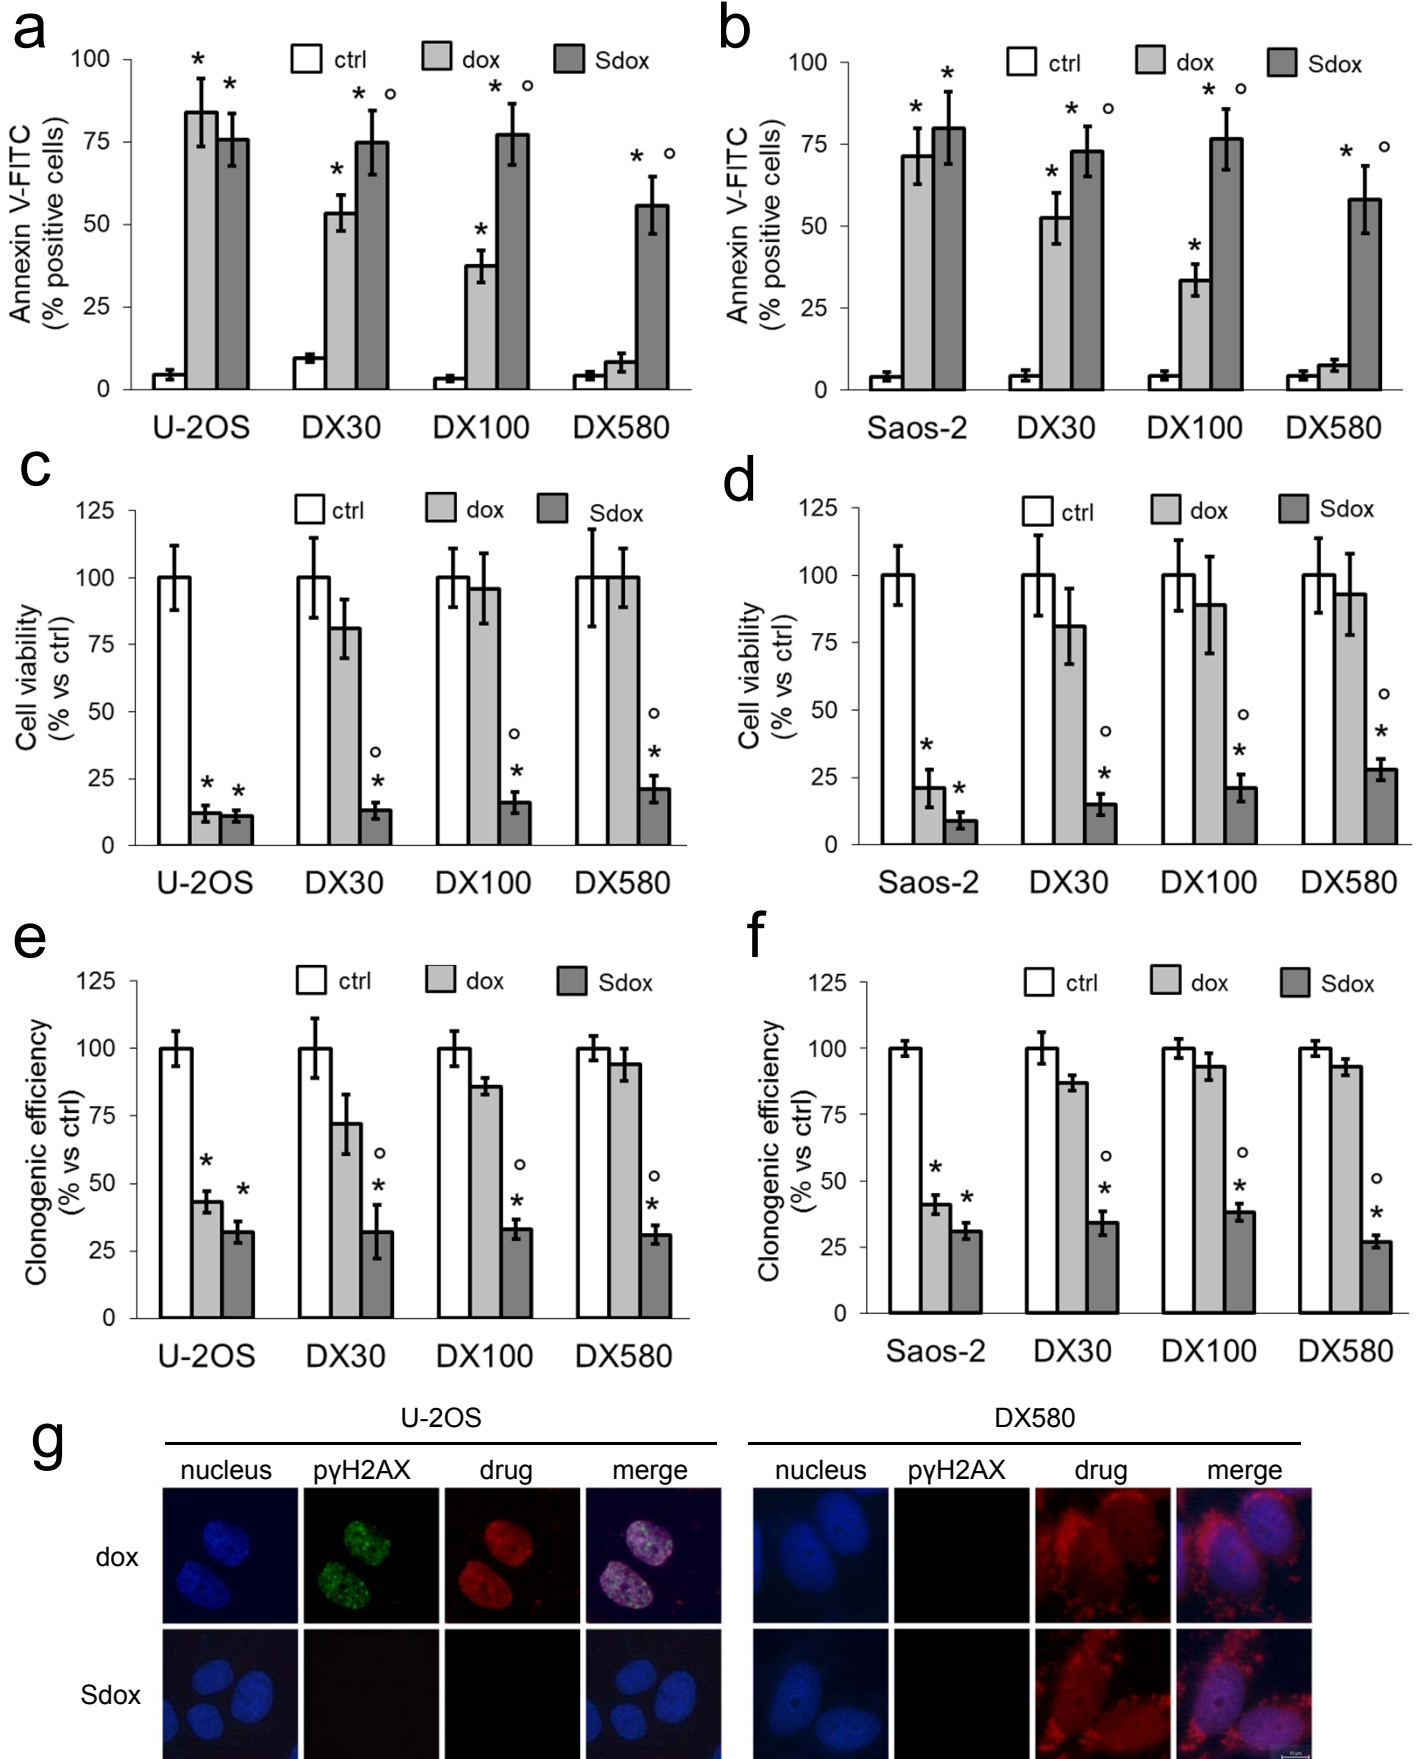 a
ctrl dox Sdox
Annexin V-FITC
(% positive cells)
100
75
50
25
0
* * * * ° * * ° * °
U-2OS DX30 DX100 DX580
b
ctrl dox Sdox
Annexin V-FITC
(% positive cells)
100
75
50
25
0
* * * * ° * * ° * °
Saos-2 DX30 DX100 DX580
c
ctrl dox Sdox
Cell viability
(% vs ctrl)
125
100
75
50
25
0
* * ° * ° * ° *
U-2OS DX30 DX100 DX580
d
ctrl dox Sdox
Cell viability
(% vs ctrl)
125
100
75
50
25
0
* * ° * ° * ° *
Saos-2 DX30 DX100 DX580
e
ctrl dox Sdox
Clonogenic efficiency
(% vs ctrl)
125
100
75
50
25
0
* * ° * ° * ° *
U-2OS DX30 DX100 DX580
f
ctrl dox Sdox
Clonogenic efficiency
(% vs ctrl)
125
100
75
50
25
0
* * ° * ° * ° *
Saos-2 DX30 DX100 DX580
g
U-2OS DX580
nucleus pγH2AX drug merge nucleus pγH2AX drug merge
dox
Sdox